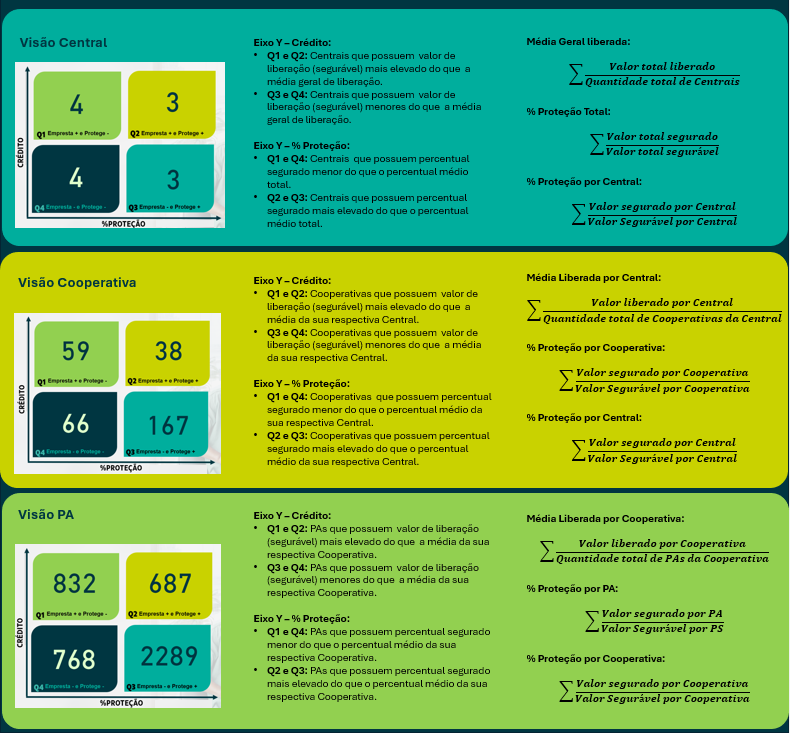 Visão Central
4
3
Q1 Empresta + e Protege -
Q2 Empresta + e Protege +
4
3
Q4 Empresta - e Protege -
Q3 Empresta - e Protege +
CRÉDITO
%PROTEÇÃO
Eixo Y – Crédito:
• Q1 e Q2: Centrais que possuem valor de
liberação (segurável) mais elevado do que a
média geral de liberação.
• Q3 e Q4: Centrais que possuem valor de
liberação (segurável) menores do que a média
geral de liberação.
Eixo Y – % Proteção:
• Q1 e Q4: Centrais que possuem percentual
segurado menor do que o percentual médio
total.
• Q2 e Q3: Centrais que possuem percentual
segurado mais elevado do que o percentual
médio total.
Média Geral liberada:
∑ Valor total liberado
Quantidade total de Centrais
% Proteção Total:
∑ Valor total segurado
Valor total segurável
% Proteção por Central:
∑ Valor segurado por Central
Valor Segurável por Central
Visão Cooperativa
59
38
Q1 Empresta + e Protege -
Q2 Empresta + e Protege +
66
167
Q4 Empresta - e Protege -
Q3 Empresta - e Protege +
CRÉDITO
%PROTEÇÃO
Eixo Y – Crédito:
• Q1 e Q2: Cooperativas que possuem valor de
liberação (segurável) mais elevado do que a
média da sua respectiva Central.
• Q3 e Q4: Cooperativas que possuem valor de
liberação (segurável) menores do que a média
da sua respectiva Central.
Eixo Y – % Proteção:
• Q1 e Q4: Cooperativas que possuem percentual
segurado menor do que o percentual médio da
sua respectiva Central.
• Q2 e Q3: Cooperativas que possuem percentual
segurado mais elevado do que o percentual
médio da sua respectiva Central.
Média Liberada por Central:
∑ Valor liberado por Central
Quantidade total de Cooperativas da Central
% Proteção por Cooperativa:
∑ Valor segurado por Cooperativa
Valor Segurável por Cooperativa
% Proteção por Central:
∑ Valor segurado por Central
Valor Segurável por Central
Visão PA
832
687
Q1 Empresta + e Protege -
Q2 Empresta + e Protege +
768
2289
Q4 Empresta - e Protege -
Q3 Empresta - e Protege +
CRÉDITO
%PROTEÇÃO
Eixo Y – Crédito:
• Q1 e Q2: PAs que possuem valor de liberação
(segurável) mais elevado do que a média da sua
respectiva Cooperativa.
• Q3 e Q4: PAs que possuem valor de liberação
(segurável) menores do que a média da sua
respectiva Cooperativa.
Eixo Y – % Proteção:
• Q1 e Q4: PAs que possuem percentual segurado
menor do que o percentual médio da sua
respectiva Cooperativa.
• Q2 e Q3: PAs que possuem percentual segurado
mais elevado do que o percentual médio da sua
respectiva Cooperativa.
Média Liberada por Cooperativa:
∑ Valor liberado por Cooperativa
Quantidade total de PAs da Cooperativa
% Proteção por PA:
∑ Valor segurado por PA
Valor Segurável por PS
% Proteção por Cooperativa:
∑ Valor segurado por Cooperativa
Valor Segurável por Cooperativa